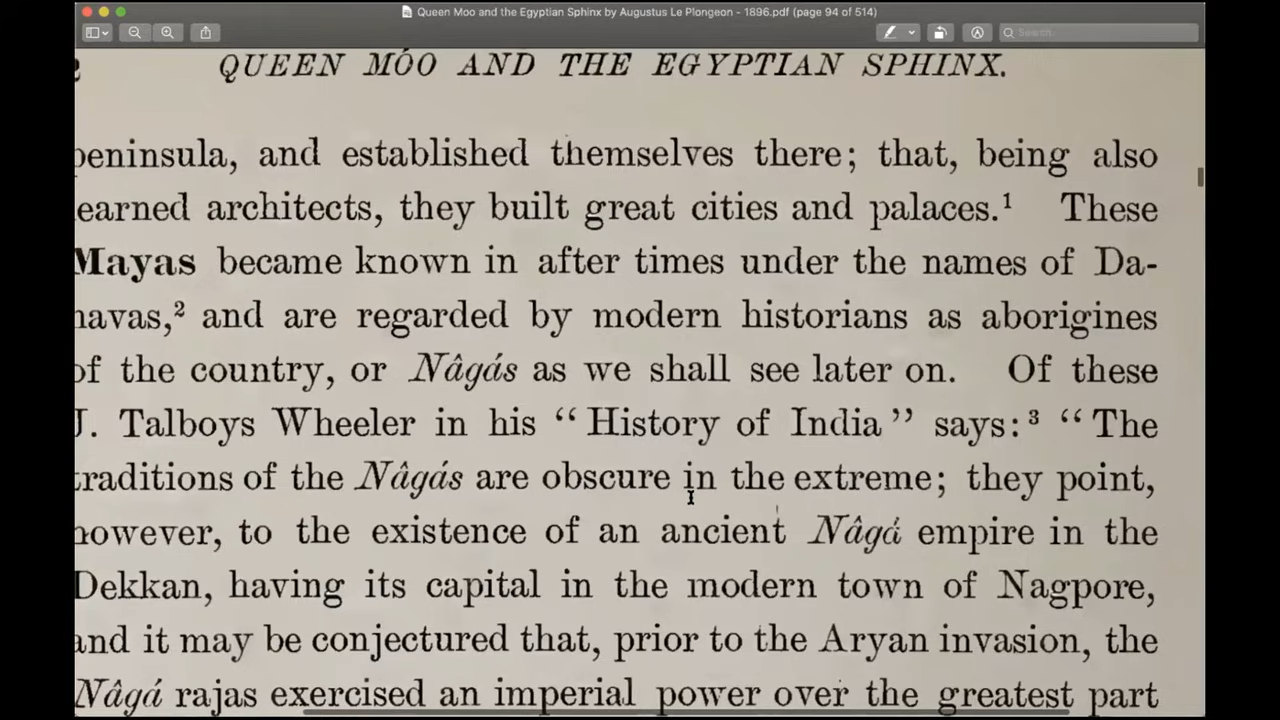 Queen Moo and the Egyptian Sphinx by Augustus Le Plongeon - 1896.pdf (page 94 of 514)
Search
QUEEN MÓO AND THE EGYPTIAN SPHINX.
peninsula, and established themselves there; that, being also
earned architects, they built great cities and palaces.¹ These
Mayas became known in after times under the names of Da-
navas,² and are regarded by modern historians as aborigines
of the country, or Nâgás as we shall see later on. Of these
J. Talboys Wheeler in his “History of India” says:³ “The
traditions of the Nâgás are obscure in the extreme; they point,
however, to the existence of an ancient Nâgá empire in the
Dekkan, having its capital in the modern town of Nagpore,
and it may be conjectured that, prior to the Aryan invasion, the
Nâgá rajas exercised an imperial power over the greatest part